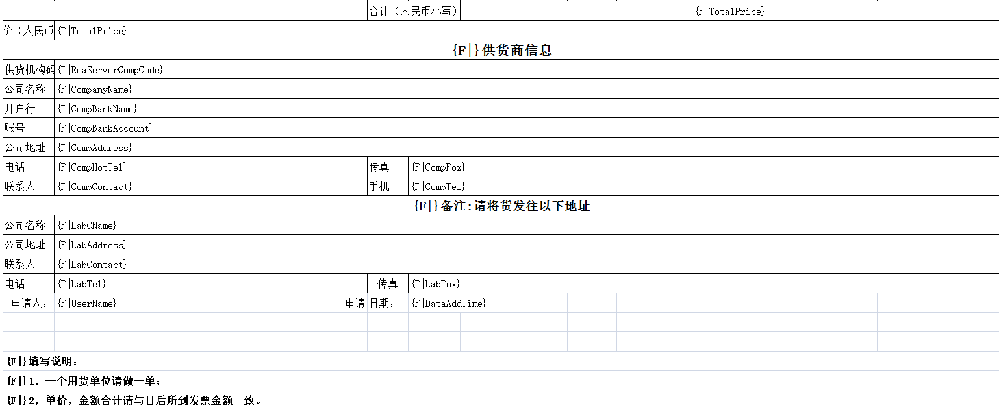 合计（人民币小写） {F|TotalPrice}
价（人民币 {F|TotalPrice}
{F|}供货商信息
供货机构码 {F|ReaServerCompCode}
公司名称 {F|CompanyName}
开户行 {F|CompBankName}
账号 {F|CompBankAccount}
公司地址 {F|CompAddress}
电话 {F|CompHotTel} 传真 {F|CompFox}
联系人 {F|CompContact} 手机 {F|CompTel}
{F|}备注:请将货发往以下地址
公司名称 {F|LabCName}
公司地址 {F|LabAddress}
联系人 {F|LabContact}
电话 {F|LabTel} 传真 {F|LabFox}
申请人: {F|UserName} 申请日期: {F|DataAddTime}
{F|}填写说明:
{F|}1，一个用货单位请做一单;
{F|}2，单价，金额合计请与日后所到发票金额一致。